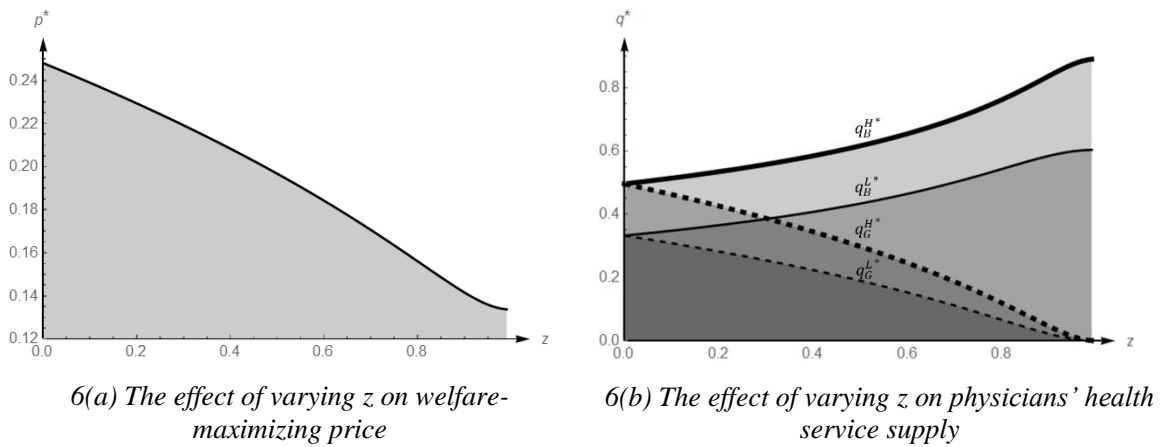 p*
0.24
0.22
0.20
0.18
0.16
0.14
0.12
0.0 0.2 0.4 0.6 0.8 z
6(a) The effect of varying z on welfare-
maximizing price
q*
0.8
0.6
0.4
0.2
0.0
q_B^{H*}
q_B^{L*}
q_G^{H*}
q_G^{L*}
0.0 0.2 0.4 0.6 0.8 z
6(b) The effect of varying z on physicians’ health
service supply